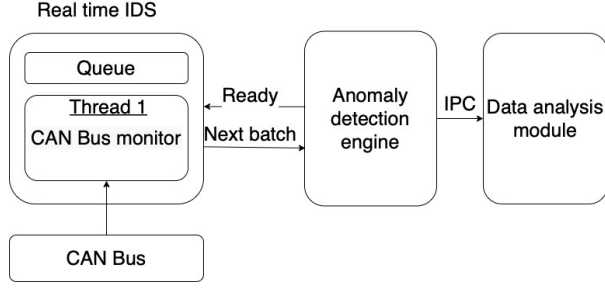 Real time IDS
Queue
Thread 1
CAN Bus monitor
CAN Bus
Ready
Next batch
Anomaly
detection
engine
IPC
Data analysis
module